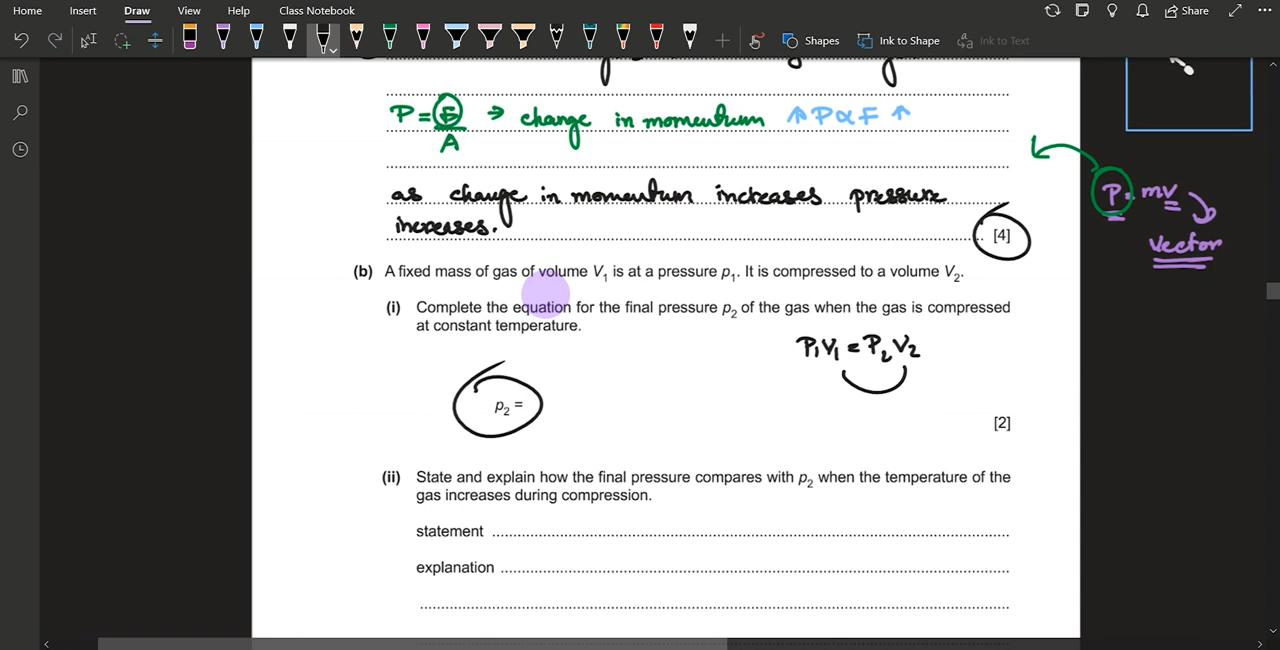 Home Insert Draw View Help Class Notebook Share
Shapes Ink to Shape Ink to Text
P = F/A → change in momentum ↑ P ∝ F ↑
as change in momentum increases pressure
increases.
[4]
P = mv
vector
(b) A fixed mass of gas of volume V₁ is at a pressure p₁. It is compressed to a volume V₂.
(i) Complete the equation for the final pressure p₂ of the gas when the gas is compressed
at constant temperature.
P₁V₁ = P₂V₂
p₂ =
[2]
(ii) State and explain how the final pressure compares with p₂ when the temperature of the
gas increases during compression.
statement ....................
explanation ....................